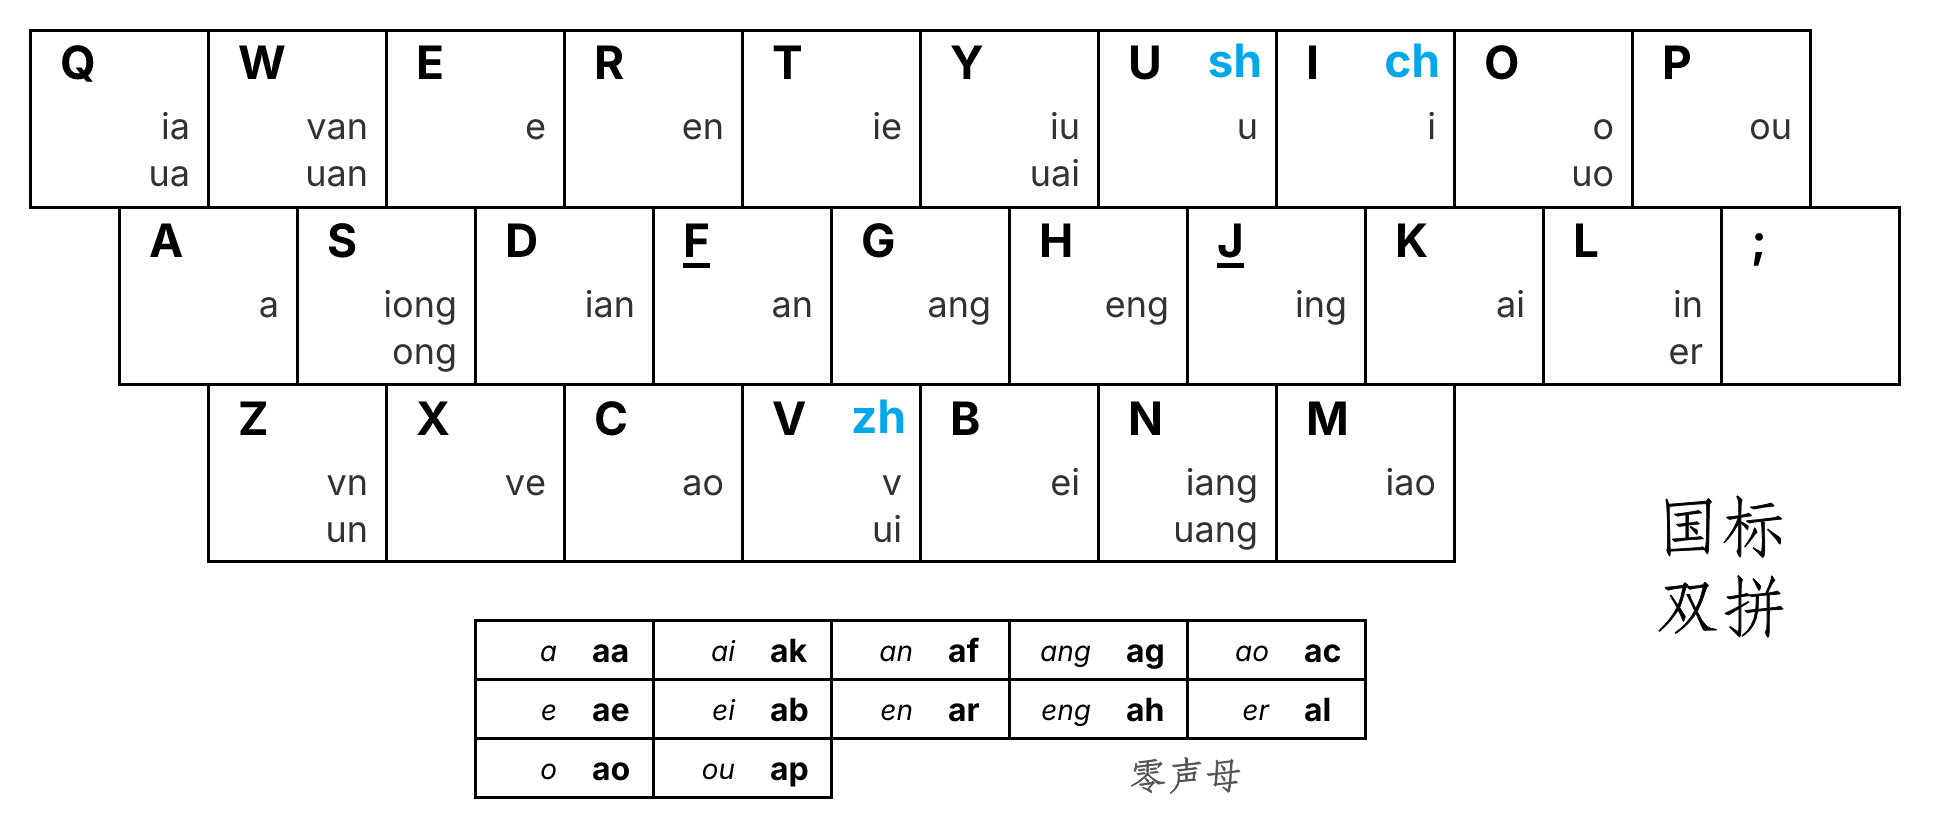 Q W E R T Y U sh I ch O P
ia van e en ie iu u i o ou
ua uan uai uo
A S D F G H J K L ;
a iong ian an ang eng ing ai in
ong er
Z X C V zh B N M
vn ve ao v ei iang iao
un ui uang
国标
双拼
a aa ai ak an af ang ag ao ac
e ae ei ab en ar eng ah er al
o ao ou ap
零声母